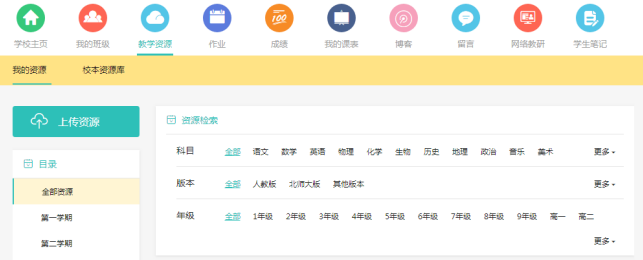 学校主页 我的班级 教学资源 作业 成绩 我的课表 博客 留言 网络教研 学生笔记
我的资源 校本资源库
上传资源
目录
全部资源
第一学期
第二学期
资源检索
科目 全部 语文 数学 英语 物理 化学 生物 历史 地理 政治 音乐 美术 更多
版本 全部 人教版 北师大版 其他版本 更多
年级 全部 1年级 2年级 3年级 4年级 5年级 6年级 7年级 8年级 9年级 高一 高二
更多